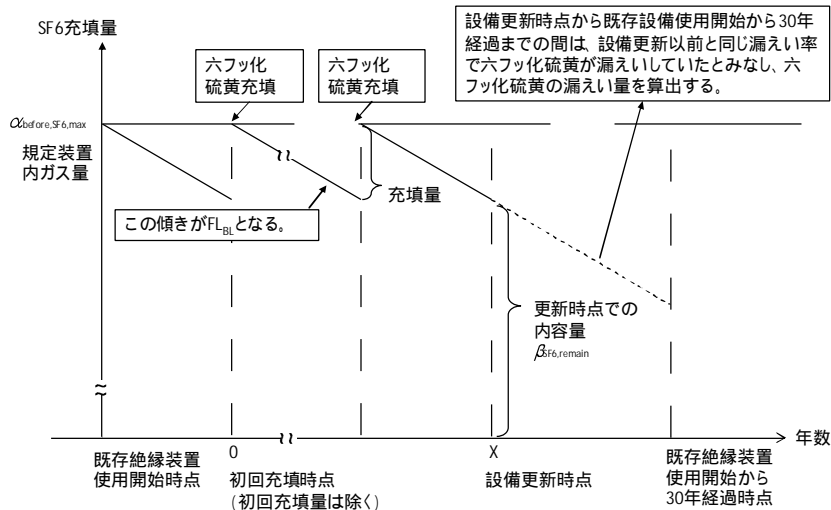 SF6充填量
六フッ化
硫黄充填
六フッ化
硫黄充填
設備更新時点から既存設備使用開始から30年
経過までの間は、設備更新以前と同じ漏えい率
で六フッ化硫黄が漏えいしていたとみなし、六
フッ化硫黄の漏えい量を算出する。
αbefore,SF6,max
規定装置
内ガス量
この傾きがFLBLとなる。
充填量
更新時点での
内容量
βSF6,remain
年数
既存絶縁装置
使用開始時点
0
初回充填時点
(初回充填量は除く)
X
設備更新時点
既存絶縁装置
使用開始から
30年経過時点